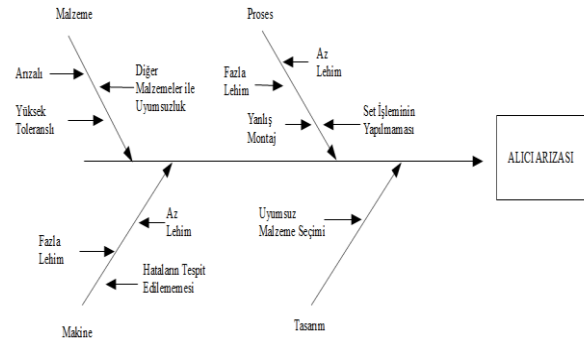 Malzeme
Proses
Arızalı
Diğer
Malzemeler ile
Uyumsuzluk
Yüksek
Toleranslı
Az
Lehim
Fazla
Lehim
Yanlış
Montaj
Set İşleminin
Yapılmaması
ALICI ARIZASI
Az
Lehim
Fazla
Lehim
Hataların Tespit
Edilememesi
Uyumsuz
Malzeme Seçimi
Makine
Tasarım